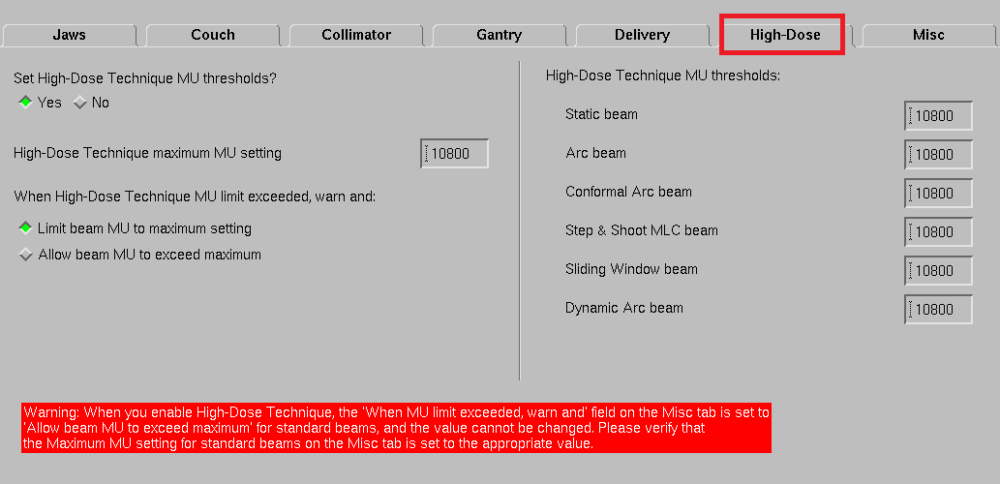 Jaws Couch Collimator Gantry Delivery High-Dose Misc
Set High-Dose Technique MU thresholds?
Yes No
High-Dose Technique maximum MU setting 10800
When High-Dose Technique MU limit exceeded, warn and:
Limit beam MU to maximum setting
Allow beam MU to exceed maximum
High-Dose Technique MU thresholds:
Static beam 10800
Arc beam 10800
Conformal Arc beam 10800
Step & Shoot MLC beam 10800
Sliding Window beam 10800
Dynamic Arc beam 10800
Warning: When you enable High-Dose Technique, the 'When MU limit exceeded, warn and' field on the Misc tab is set to
'Allow beam MU to exceed maximum' for standard beams, and the value cannot be changed. Please verify that
the Maximum MU setting for standard beams on the Misc tab is set to the appropriate value.